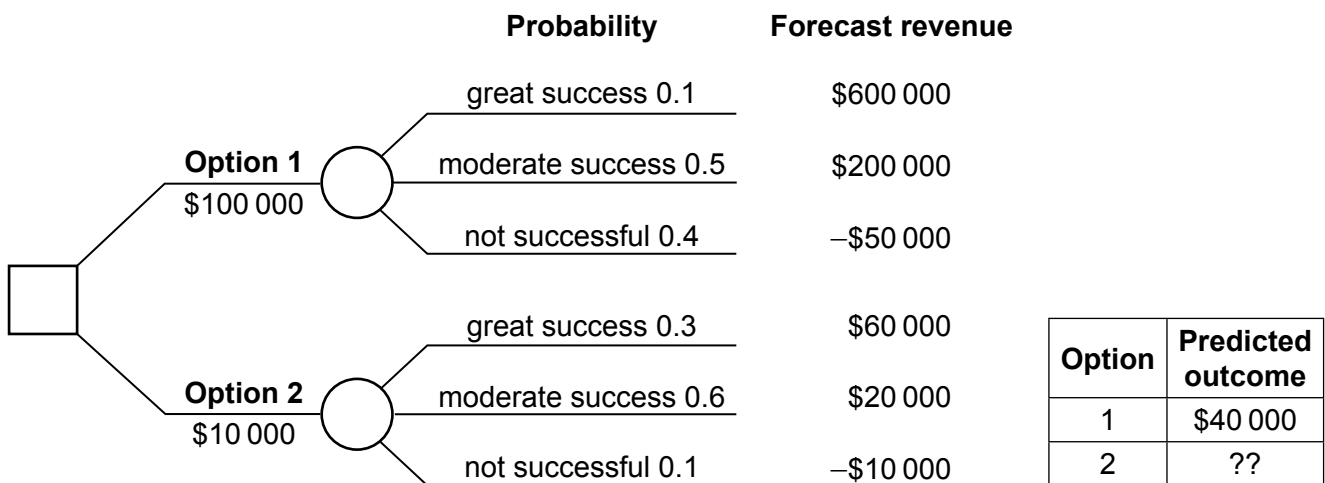 Probability Forecast revenue
great success 0.1 $600 000
Option 1 moderate success 0.5 $200 000
$100 000
not successful 0.4 −$50 000
great success 0.3 $60 000
Option 2 moderate success 0.6 $20 000
$10 000
not successful 0.1 −$10 000
Option Predicted
outcome
1 $40 000
2 ??